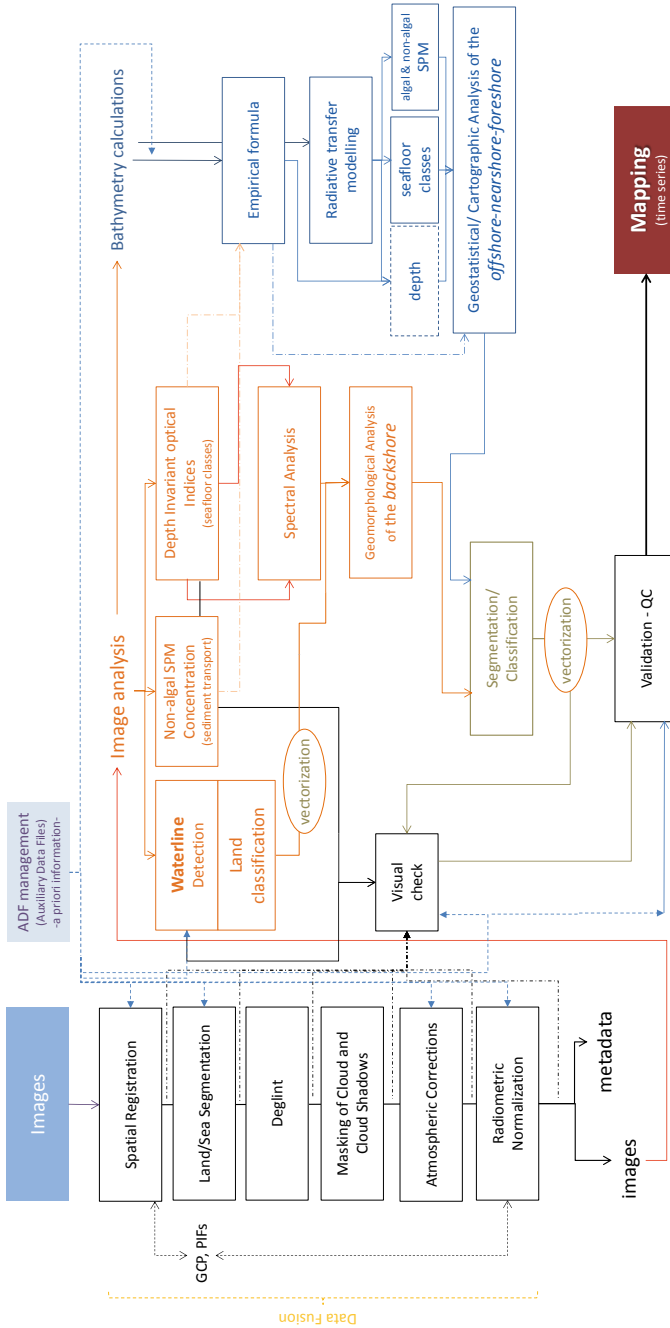 Images
ADF management
(Auxiliary Data Files)
-a priori information-
Data Fusion
GCP, PIFs
Spatial Registration
Land/Sea Segmentation
Deglint
Masking of Cloud and
Cloud Shadows
Atmospheric Corrections
Radiometric
Normalization
images
metadata
Image analysis
Bathymetry calculations
Waterline
Detection
Land
classification
Non-algal SPM
Concentration
(sediment transport)
Depth Invariant optical
Indices
(seafloor classes)
vectorization
Spectral Analysis
Geomorphological Analysis
of the backshore
Empirical formula
Radiative transfer
modelling
depth
seafloor
classes
algal & non-algal
SPM
Geostatistical/ Cartographic Analysis of the
offshore-nearshore-foreshore
Visual
check
Segmentation/
Classification
vectorization
Validation - QC
Mapping
(time series)